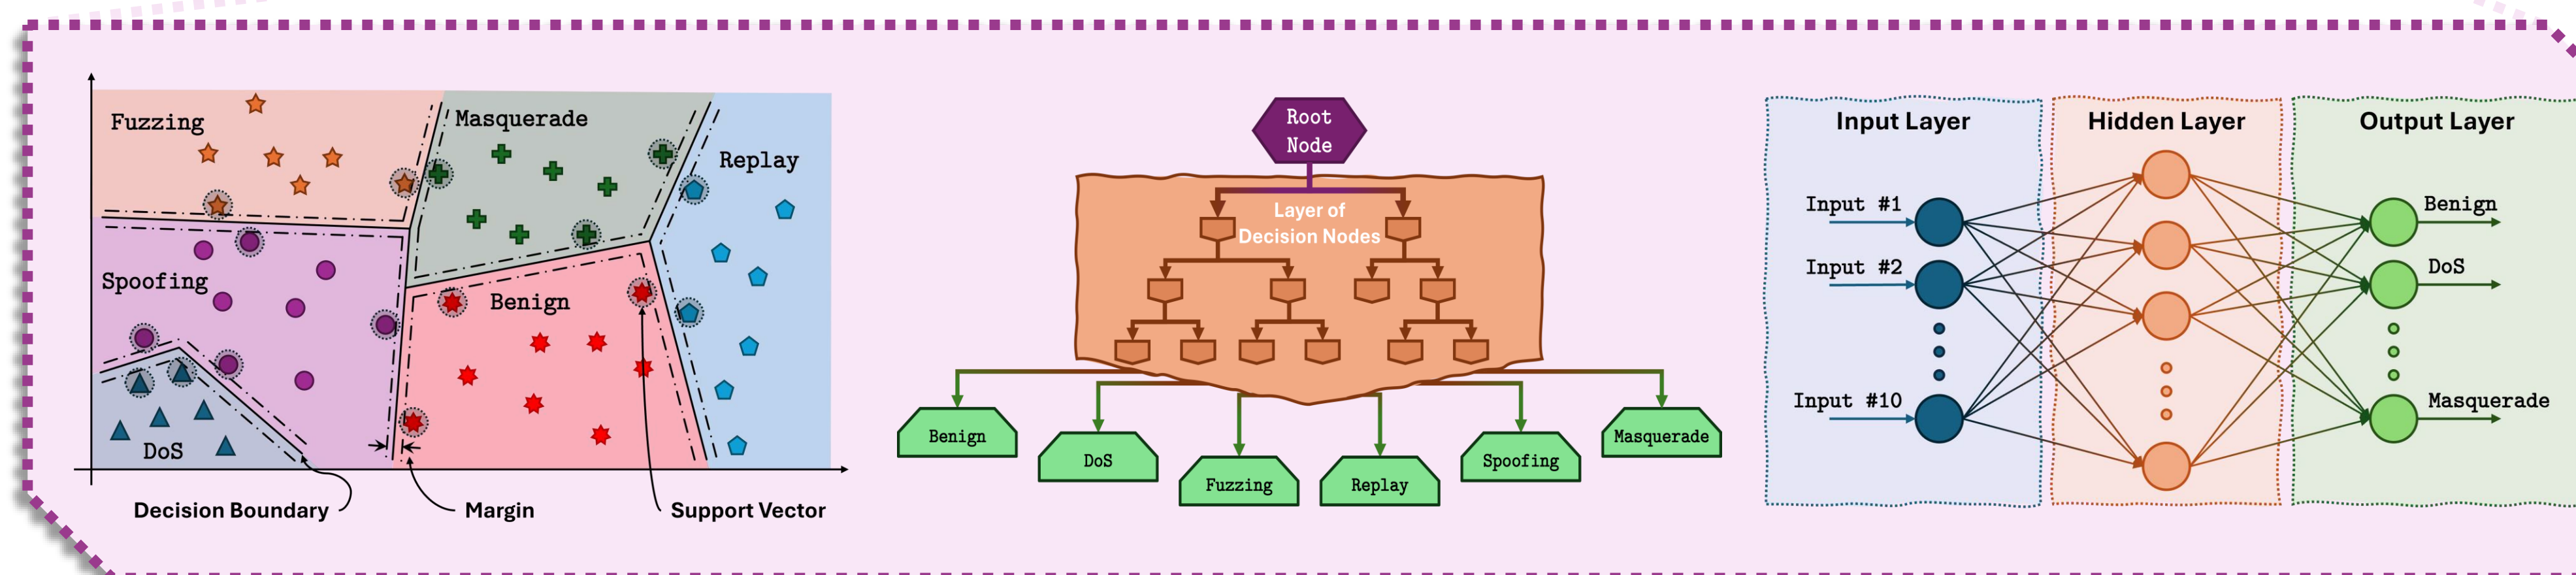 Fuzzing
Masquerade
Replay
Spoofing
Benign
DoS
Decision Boundary
Margin
Support Vector
Root
Node
Layer of
Decision Nodes
Benign
DoS
Fuzzing
Replay
Spoofing
Masquerade
Input Layer
Hidden Layer
Output Layer
Input #1
Input #2
Input #10
Benign
DoS
Masquerade